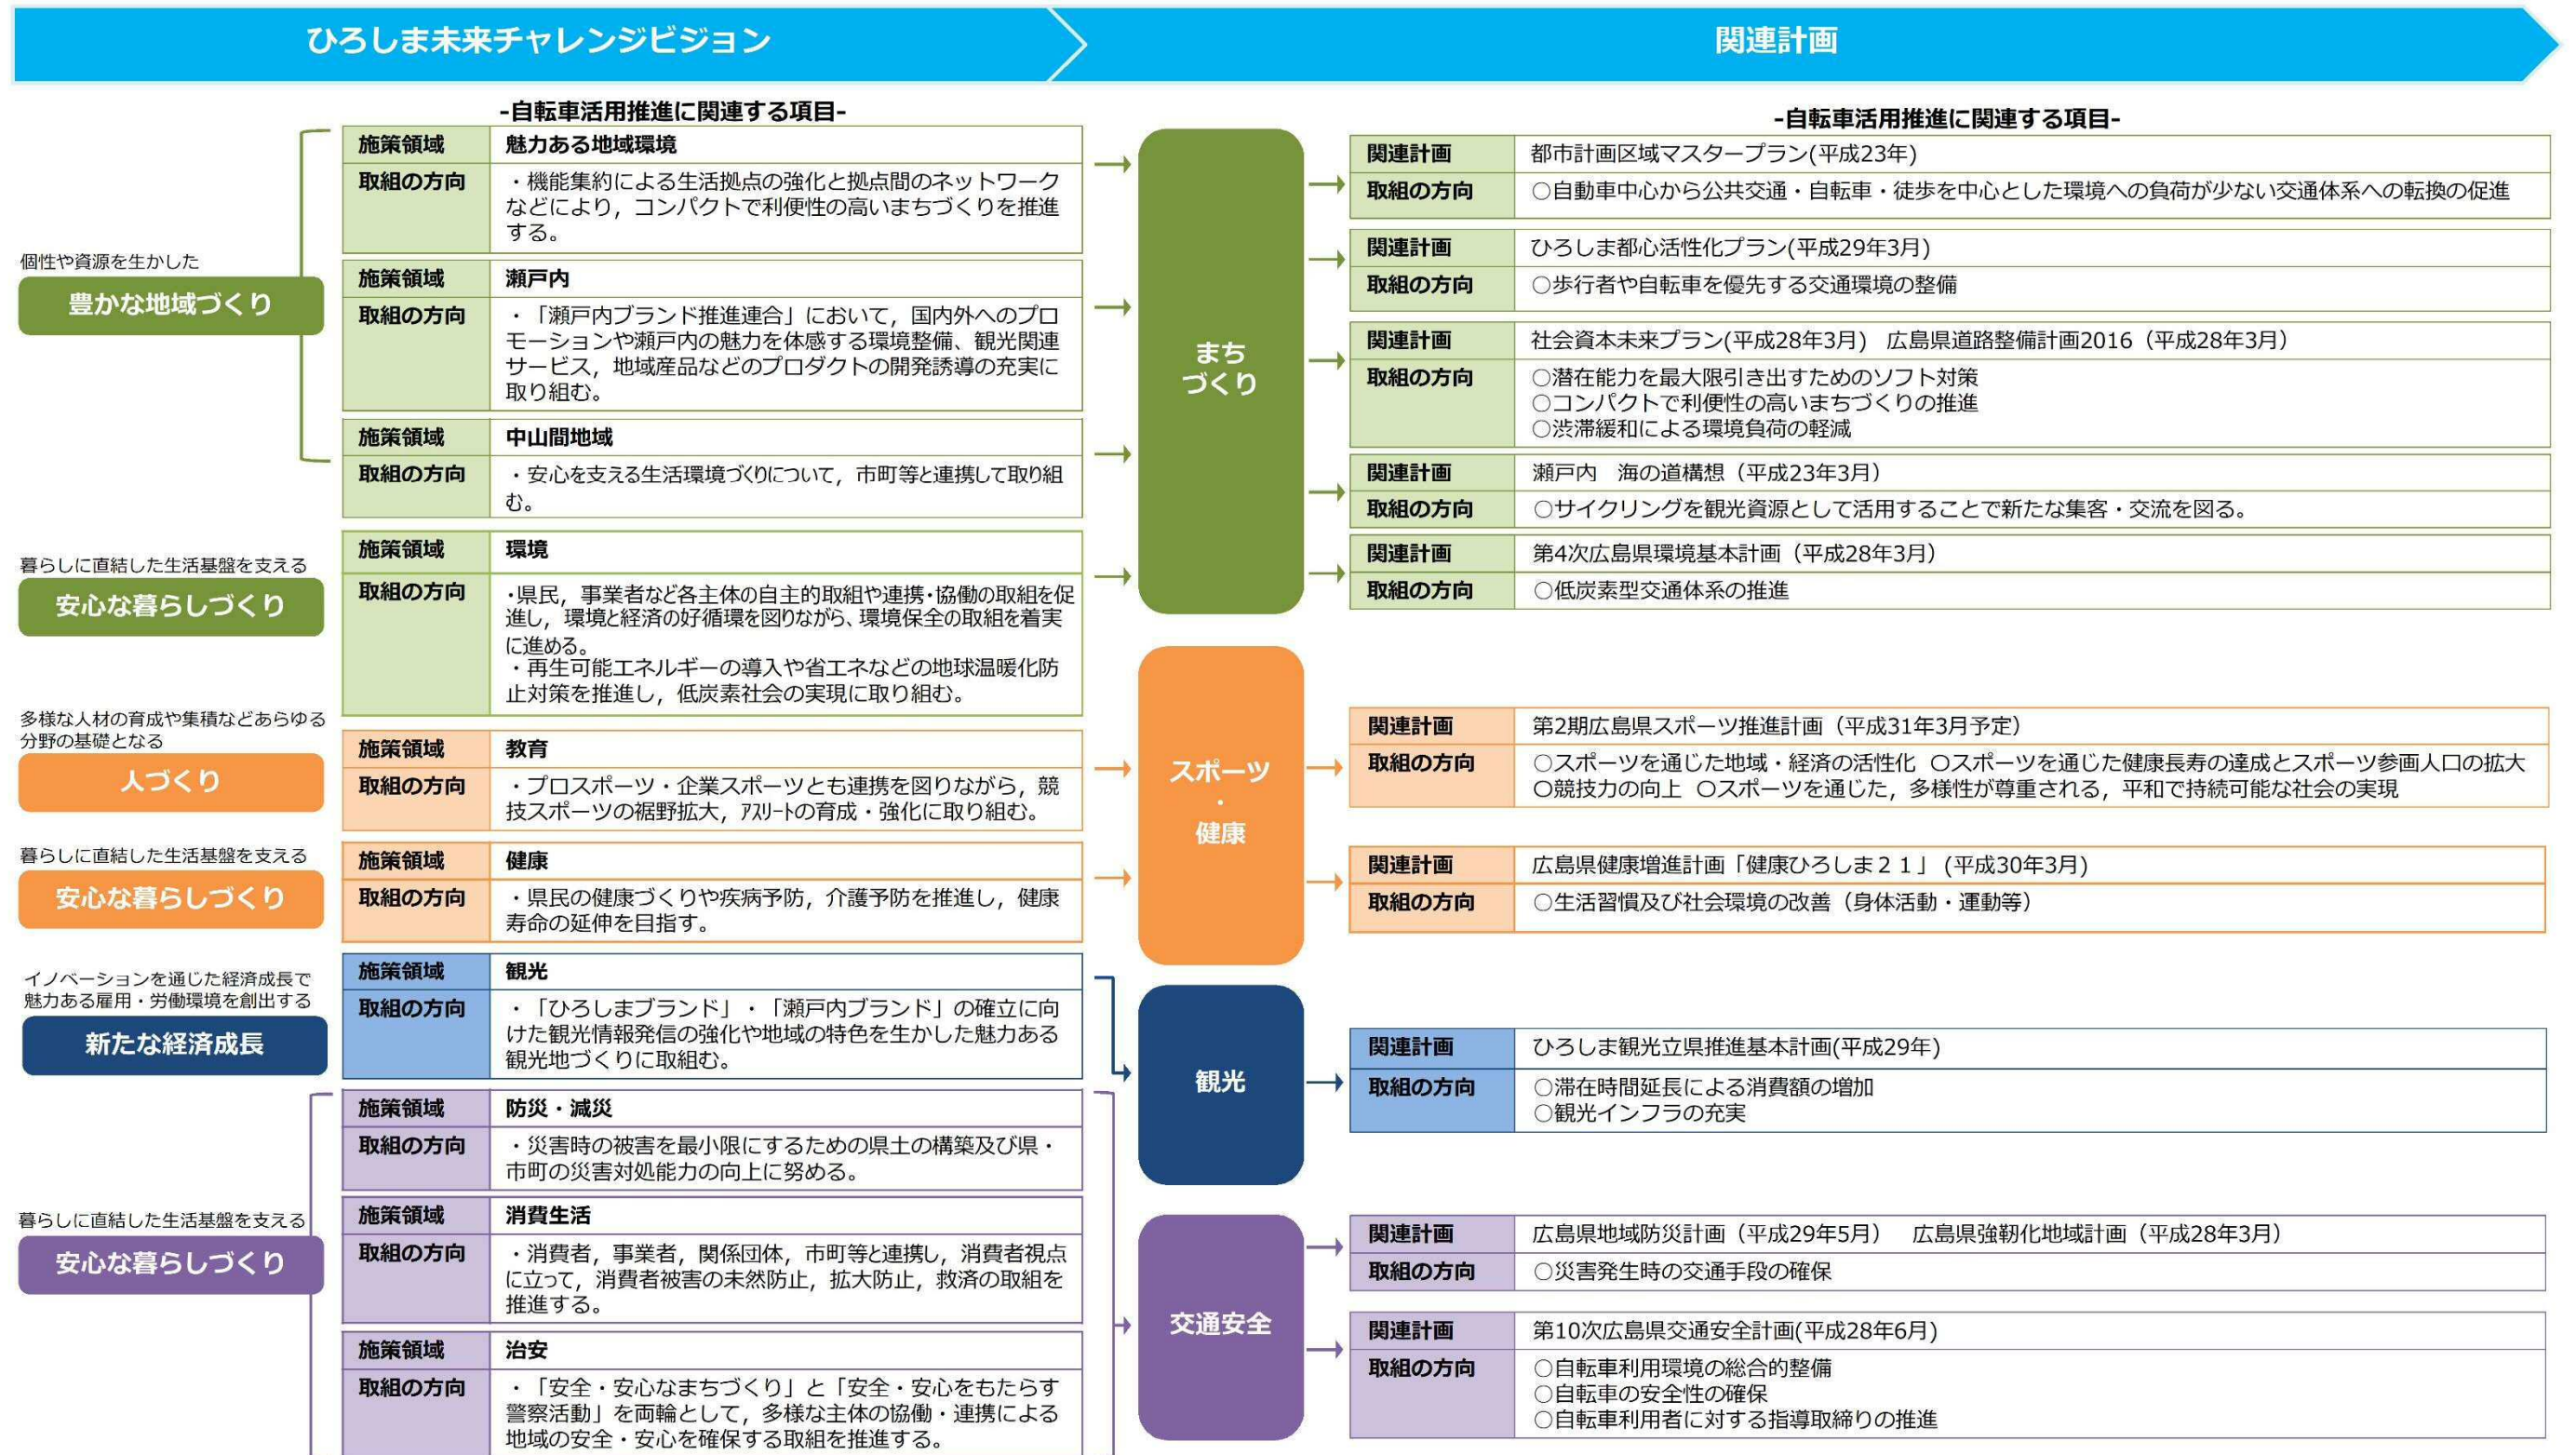 ひろしま未来チャレンジビジョン
関連計画
-自転車活用推進に関連する項目-
個性や資源を生かした
豊かな地域づくり
施策領域 魅力ある地域環境
取組の方向 ・機能集約による生活拠点の強化と拠点間のネットワーク
などにより，コンパクトで利便性の高いまちづくりを推進
する。
施策領域 瀬戸内
取組の方向 ・「瀬戸内ブランド推進連合」において，国内外へのプロ
モーションや瀬戸内の魅力を体感する環境整備、観光関連
サービス，地域産品などのプロダクトの開発誘導の充実に
取り組む。
施策領域 中山間地域
取組の方向 ・安心を支える生活環境づくりについて，市町等と連携して取り組
む。
暮らしに直結した生活基盤を支える
安心な暮らしづくり
施策領域 環境
取組の方向 ・県民，事業者など各主体の自主的取組や連携・協働の取組を促
進し，環境と経済の好循環を図りながら、環境保全の取組を着実
に進める。
・再生可能エネルギーの導入や省エネなどの地球温暖化防
止対策を推進し，低炭素社会の実現に取り組む。
多様な人材の育成や集積などあらゆる
分野の基礎となる
人づくり
施策領域 教育
取組の方向 ・プロスポーツ・企業スポーツとも連携を図りながら，競
技スポーツの裾野拡大，ｱｽﾘｰﾄの育成・強化に取り組む。
暮らしに直結した生活基盤を支える
安心な暮らしづくり
施策領域 健康
取組の方向 ・県民の健康づくりや疾病予防，介護予防を推進し，健康
寿命の延伸を目指す。
イノベーションを通じた経済成長で
魅力ある雇用・労働環境を創出する
新たな経済成長
施策領域 観光
取組の方向 ・「ひろしまブランド」・「瀬戸内ブランド」の確立に向
けた観光情報発信の強化や地域の特色を生かした魅力ある
観光地づくりに取組む。
暮らしに直結した生活基盤を支える
安心な暮らしづくり
施策領域 防災・減災
取組の方向 ・災害時の被害を最小限にするための県土の構築及び県・
市町の災害対処能力の向上に努める。
施策領域 消費生活
取組の方向 ・消費者，事業者，関係団体，市町等と連携し，消費者視点
に立って，消費者被害の未然防止，拡大防止，救済の取組を
推進する。
施策領域 治安
取組の方向 ・「安全・安心なまちづくり」と「安全・安心をもたらす
警察活動」を両輪として，多様な主体の協働・連携による
地域の安全・安心を確保する取組を推進する。
まち
づくり
スポーツ
・
健康
観光
交通安全
-自転車活用推進に関連する項目-
関連計画 都市計画区域マスタープラン(平成23年)
取組の方向 ○自動車中心から公共交通・自転車・徒歩を中心とした環境への負荷が少ない交通体系への転換の促進
関連計画 ひろしま都心活性化プラン(平成29年3月)
取組の方向 ○歩行者や自転車を優先する交通環境の整備
関連計画 社会資本未来プラン(平成28年3月) 広島県道路整備計画2016（平成28年3月）
取組の方向 ○潜在能力を最大限引き出すためのソフト対策
○コンパクトで利便性の高いまちづくりの推進
○渋滞緩和による環境負荷の軽減
関連計画 瀬戸内 海の道構想（平成23年3月）
取組の方向 ○サイクリングを観光資源として活用することで新たな集客・交流を図る。
関連計画 第4次広島県環境基本計画（平成28年3月）
取組の方向 ○低炭素型交通体系の推進
関連計画 第2期広島県スポーツ推進計画（平成31年3月予定）
取組の方向 ○スポーツを通じた地域・経済の活性化 ○スポーツを通じた健康長寿の達成とスポーツ参画人口の拡大
○競技力の向上 ○スポーツを通じた，多様性が尊重される，平和で持続可能な社会の実現
関連計画 広島県健康増進計画「健康ひろしま２１」(平成30年3月)
取組の方向 ○生活習慣及び社会環境の改善（身体活動・運動等）
関連計画 ひろしま観光立県推進基本計画(平成29年)
取組の方向 ○滞在時間延長による消費額の増加
○観光インフラの充実
関連計画 広島県地域防災計画（平成29年5月） 広島県強靭化地域計画（平成28年3月）
取組の方向 ○災害発生時の交通手段の確保
関連計画 第10次広島県交通安全計画(平成28年6月)
取組の方向 ○自転車利用環境の総合的整備
○自転車の安全性の確保
○自転車利用者に対する指導取締りの推進